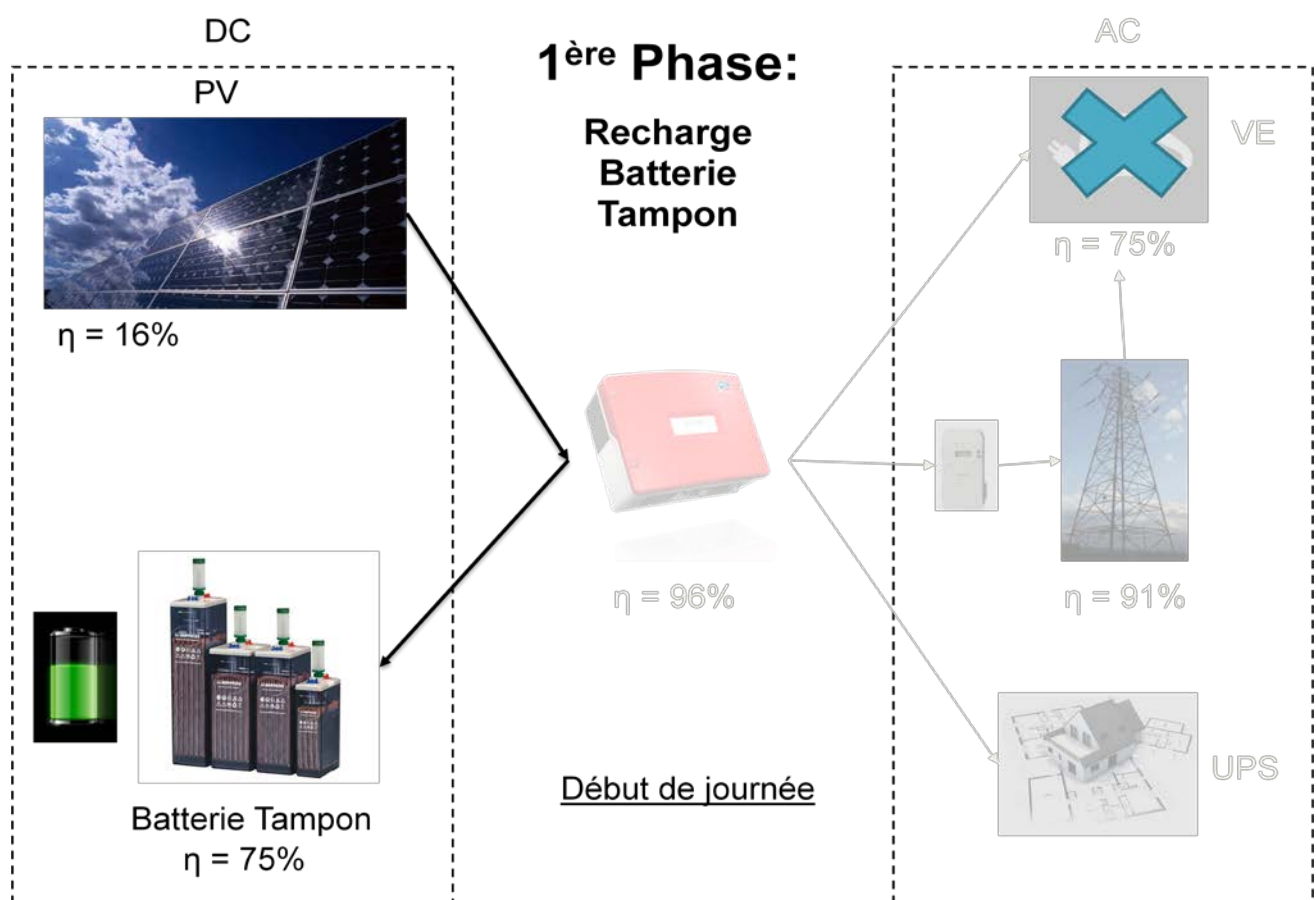 DC
PV
η = 16%
Batterie Tampon
η = 75%
1ère Phase:
Recharge
Batterie
Tampon
η = 96%
Début de journée
AC
VE
η = 75%
η = 91%
UPS